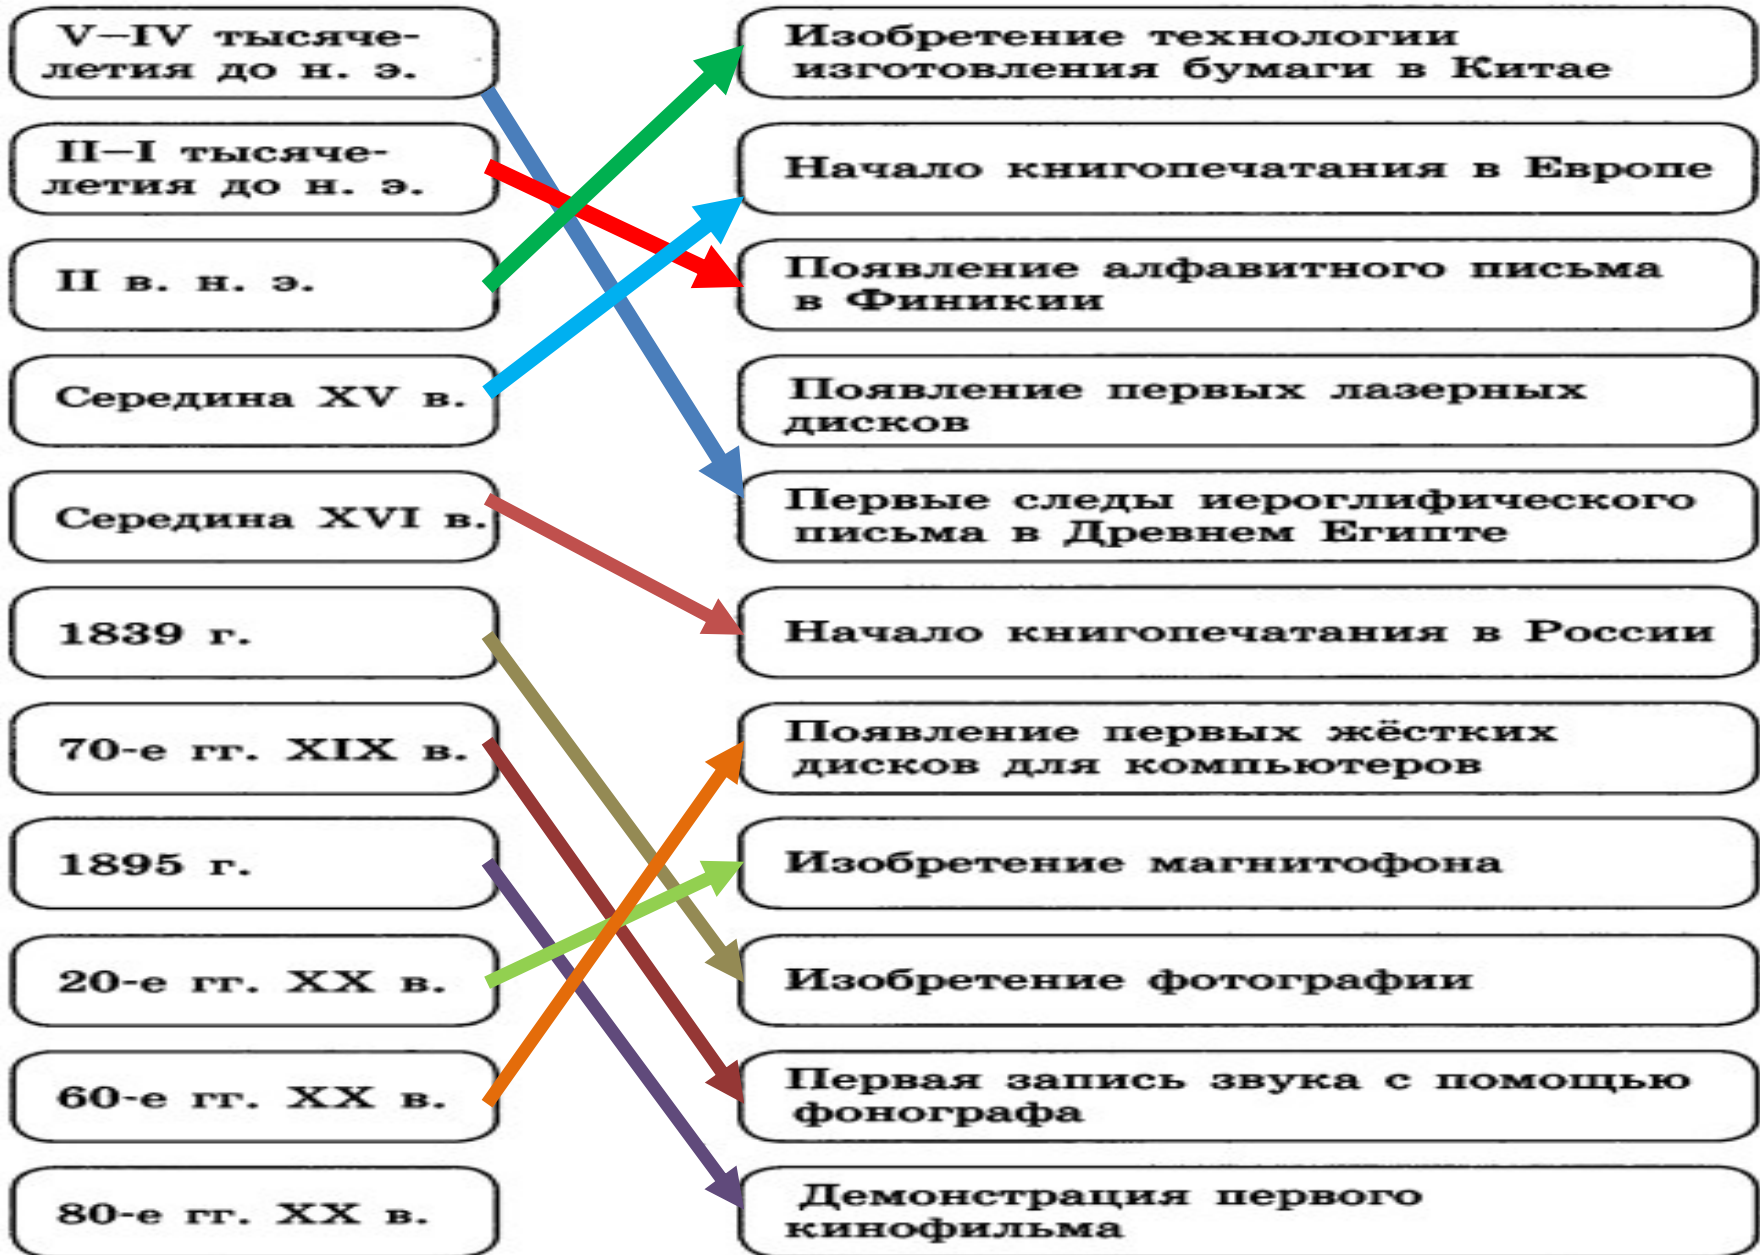 V–IV тысяче-
летия до н. э.
II–I тысяче-
летия до н. э.
II в. н. э.
Середина XV в.
Середина XVI в.
1839 г.
70-е гг. XIX в.
1895 г.
20-е гг. XX в.
60-е гг. XX в.
80-е гг. XX в.
Изобретение технологии
изготовления бумаги в Китае
Начало книгопечатания в Европе
Появление алфавитного письма
в Финикии
Появление первых лазерных
дисков
Первые следы иероглифического
письма в Древнем Египте
Начало книгопечатания в России
Появление первых жёстких
дисков для компьютеров
Изобретение магнитофона
Изобретение фотографии
Первая запись звука с помощью
фонографа
Демонстрация первого
кинофильма